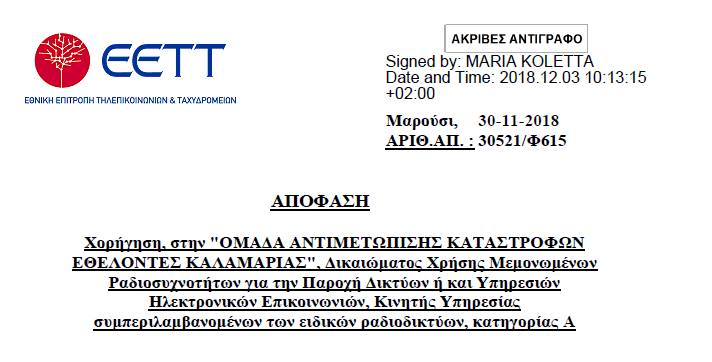 ΕΕΤΤ
ΕΘΝΙΚΗ ΕΠΙΤΡΟΠΗ ΤΗΛΕΠΙΚΟΙΝΩΝΙΩΝ & ΤΑΧΥΔΡΟΜΕΙΩΝ
ΑΚΡΙΒΕΣ ΑΝΤΙΓΡΑΦΟ
Signed by: MARIA KOLETTA
Date and Time: 2018.12.03 10:13:15
+02:00
Μαρούσι, 30-11-2018
ΑΡΙΘ.ΑΠ. : 30521/Φ615
ΑΠΟΦΑΣΗ
Χορήγηση, στην "ΟΜΑΔΑ ΑΝΤΙΜΕΤΩΠΙΣΗΣ ΚΑΤΑΣΤΡΟΦΩΝ
ΕΘΕΛΟΝΤΕΣ ΚΑΛΑΜΑΡΙΑΣ", Δικαιώματος Χρήσης Μεμονωμένων
Ραδιοσυχνοτήτων για την Παροχή Δικτύων ή και Υπηρεσιών
Ηλεκτρονικών Επικοινωνιών, Κινητής Υπηρεσίας
συμπεριλαμβανομένων των ειδικών ραδιοδικτύων, κατηγορίας Α